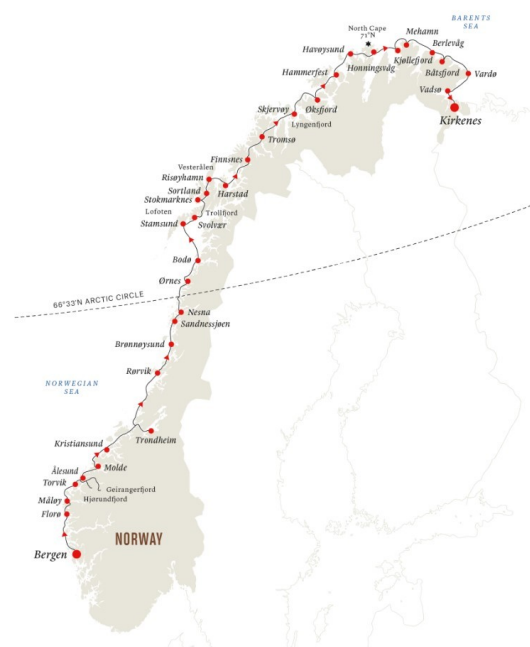 BARENTS
SEA
North Cape
71°N
Mehamn
Berlevåg
Havøysund
Kjøllefjord
Honningsvåg
Båtsfjord
Vardø
Hammerfest
Vadsø
Øksfjord
Kirkenes
Skjervøy
Lyngenfjord
Tromsø
Finnsnes
Vesterålen
Risøyhamn
Harstad
Sortland
Stokmarknes
Lofoten
Trollfjord
Stamsund
Svolvær
Bodø
Ørnes
66°33'N ARCTIC CIRCLE
Nesna
Sandnessjøen
Brønnøysund
Rørvik
NORWEGIAN
SEA
Trondheim
Kristiansund
Molde
Ålesund
Torvik
Geirangerfjord
Hjørundfjord
Måløy
Florø
NORWAY
Bergen